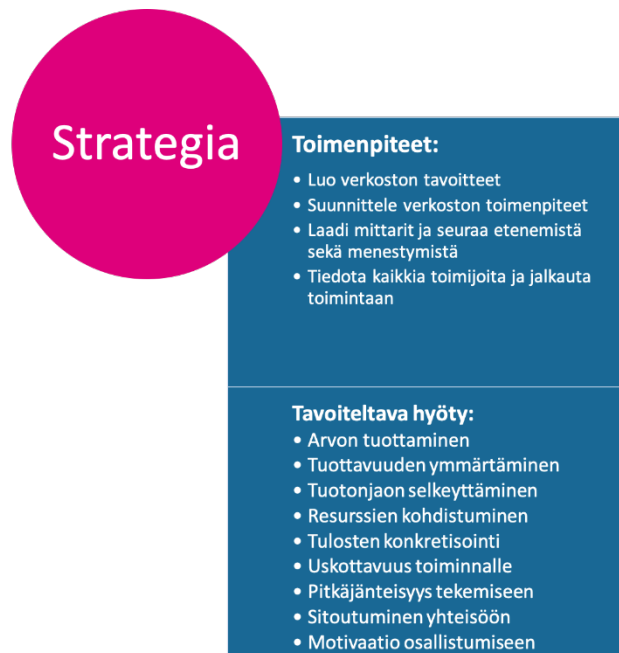 Strategia
Toimenpiteet:
• Luo verkoston tavoitteet
• Suunnittele verkoston toimenpiteet
• Laadi mittarit ja seuraa etenemistä
sekä menestymistä
• Tiedota kaikkia toimijoita ja jalkauta
toimintaan
Tavoiteltava hyöty:
• Arvon tuottaminen
• Tuottavuuden ymmärtäminen
• Tuotonjaon selkeyttäminen
• Resurssien kohdistuminen
• Tulosten konkretisointi
• Uskottavuus toiminnalle
• Pitkäjänteisyys tekemiseen
• Sitoutuminen yhteisöön
• Motivaatio osallistumiseen